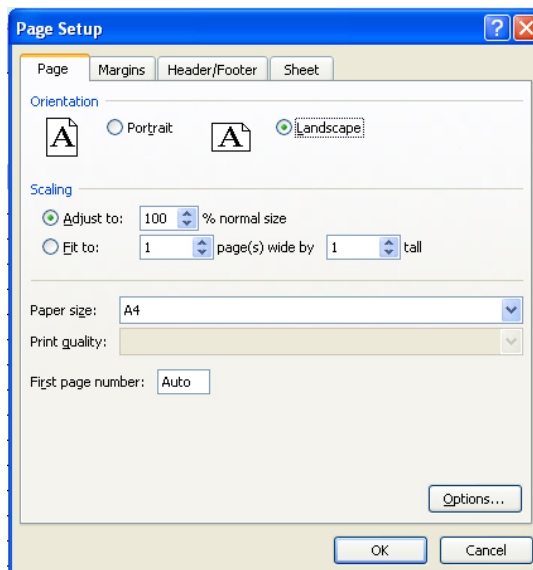 Page Setup
Page Margins Header/Footer Sheet
Orientation
A Portrait A Landscape
Scaling
Adjust to: 100 % normal size
Fit to: 1 page(s) wide by 1 tall
Paper size: A4
Print quality:
First page number: Auto
Options...
OK Cancel